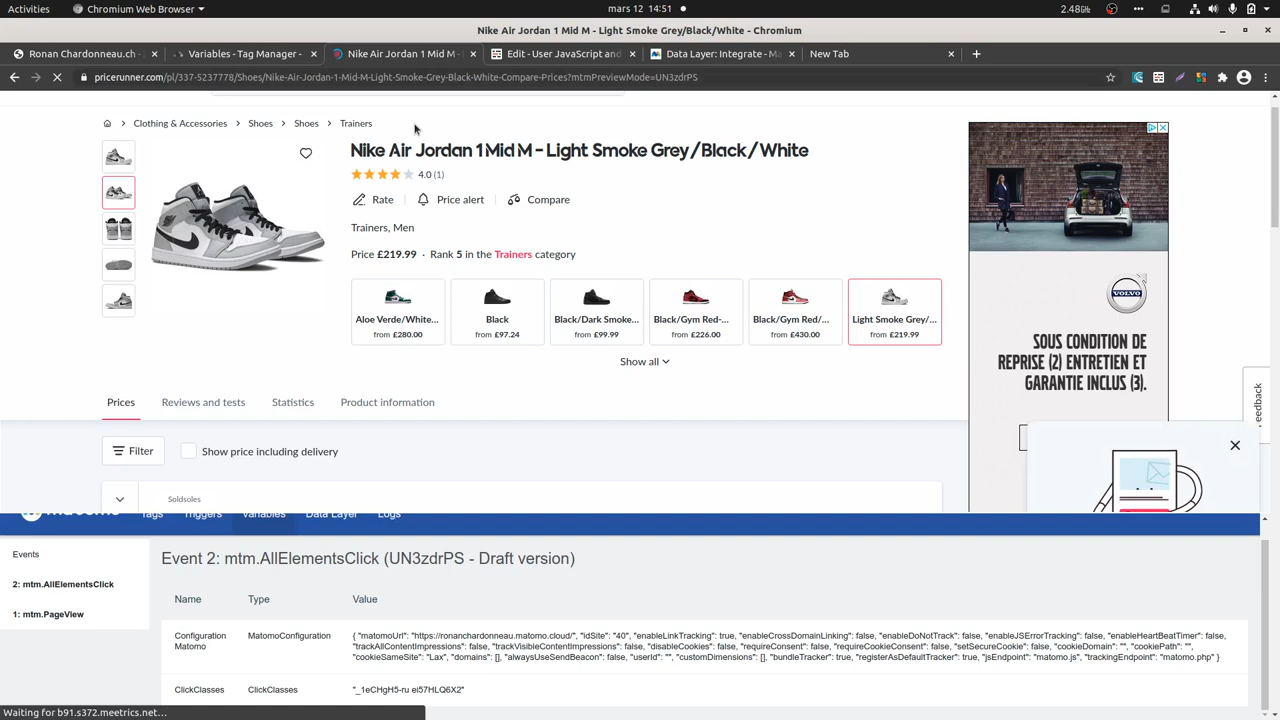 Activities
Chromium Web Browser
mars 12 14:51
2.48GB
Nike Air Jordan 1 Mid M - Light Smoke Grey/Black/White - Chromium
Ronan Chardonneau.ch -
Variables - Tag Manager -
Nike Air Jordan 1 Mid M -
Edit - User JavaScript and
Data Layer: Integrate - Ma
New Tab
pricerunner.com/pl/337-5237778/Shoes/Nike-Air-Jordan-1-Mid-M-Light-Smoke-Grey-Black-White-Compare-Prices?mtmPreviewMode=UN3zdrPS
Clothing & Accessories > Shoes > Shoes > Trainers
Nike Air Jordan 1 Mid M - Light Smoke Grey/Black/White
4.0 (1)
Rate
Price alert
Compare
Trainers, Men
Price £219.99 · Rank 5 in the Trainers category
Aloe Verde/White...
from £280.00
Black
from £97.24
Black/Dark Smoke...
from £99.99
Black/Gym Red-...
from £226.00
Black/Gym Red/...
from £430.00
Light Smoke Grey/...
from £219.99
Show all
Prices
Reviews and tests
Statistics
Product information
Filter
Show price including delivery
Soldsoles
VOLVO
SOUS CONDITION DE
REPRISE (2) ENTRETIEN ET
GARANTIE INCLUS (3).
eedback
matomo
Tags
Triggers
Variables
Data Layer
Logs
Events
2: mtm.AllElementsClick
1: mtm.PageView
Event 2: mtm.AllElementsClick (UN3zdrPS - Draft version)
Name
Type
Value
Configuration
Matomo
MatomoConfiguration
{ "matomoUrl": "https://ronanchardonneau.matomo.cloud/", "idSite": "40", "enableLinkTracking": true, "enableCrossDomainLinking": false, "enableDoNotTrack": false, "enableJSErrorTracking": false, "enableHeartBeatTimer": false,
"trackAllContentImpressions": false, "trackVisibleContentImpressions": false, "disableCookies": false, "requireConsent": false, "requireCookieConsent": false, "setSecureCookie": false, "cookieDomain": "", "cookiePath": "",
"cookieSameSite": "Lax", "domains": [], "alwaysUseSendBeacon": false, "userId": "", "customDimensions": [], "bundleTracker": true, "registerAsDefaultTracker": true, "jsEndpoint": "matomo.js", "trackingEndpoint": "matomo.php" }
ClickClasses
ClickClasses
"_1eCHgH5-ru ei57HLQ6X2"
Waiting for b91.s372.meetrics.net...